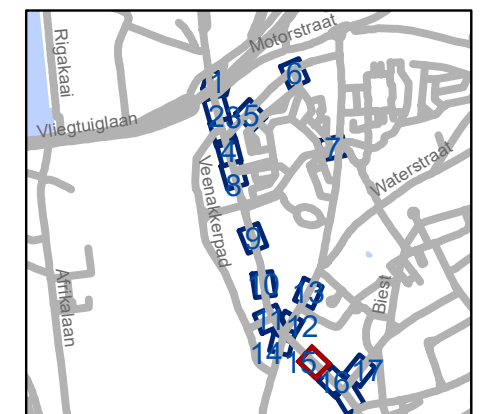 Rigakaai
Motorstraat
Vliegtuiglaan
Veenakkerpad
Waterstraat
Afrikalaan
Biest
1
2
3
4
5
6
7
8
9
10
11
12
13
14
15
16
17